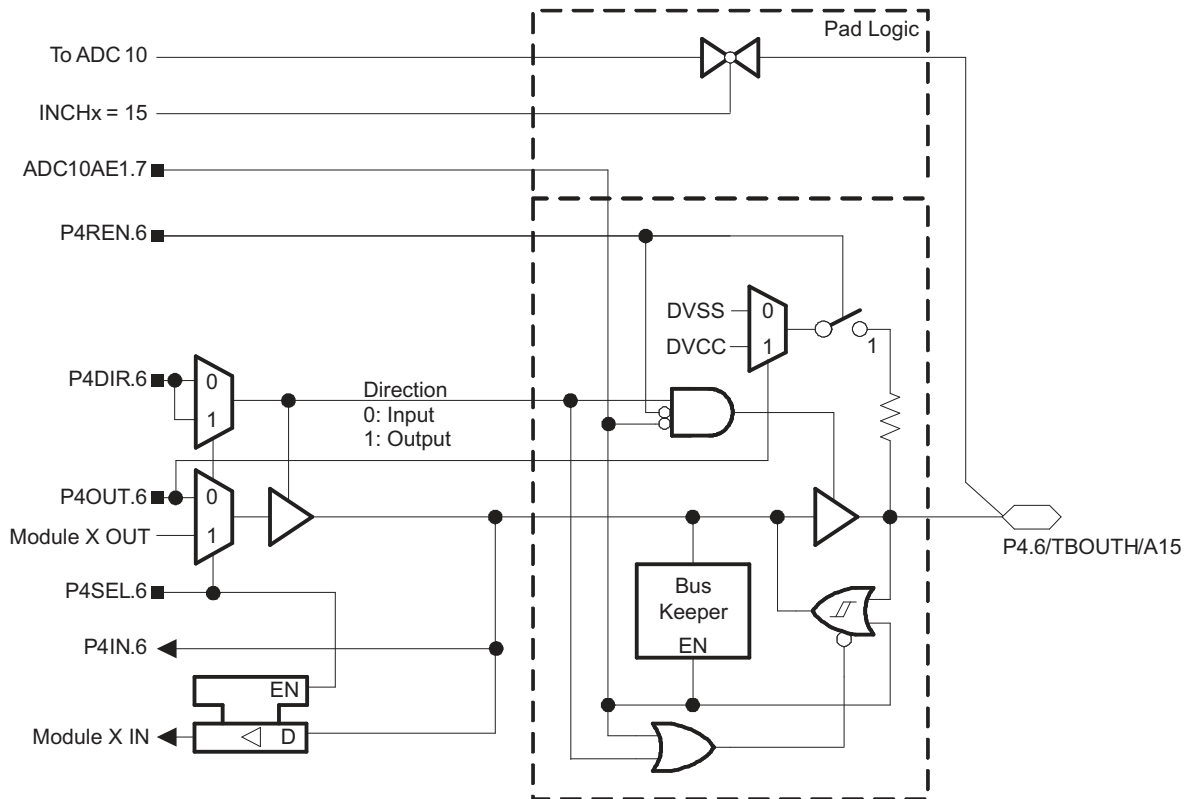 Pad Logic
To ADC 10
INCHx = 15
ADC10AE1.7
P4REN.6
DVSS
0
DVCC
1
1
P4DIR.6
0
1
Direction
0: Input
1: Output
P4OUT.6
0
Module X OUT
1
P4.6/TBOUTH/A15
P4SEL.6
Bus
Keeper
EN
P4IN.6
EN
Module X IN
D